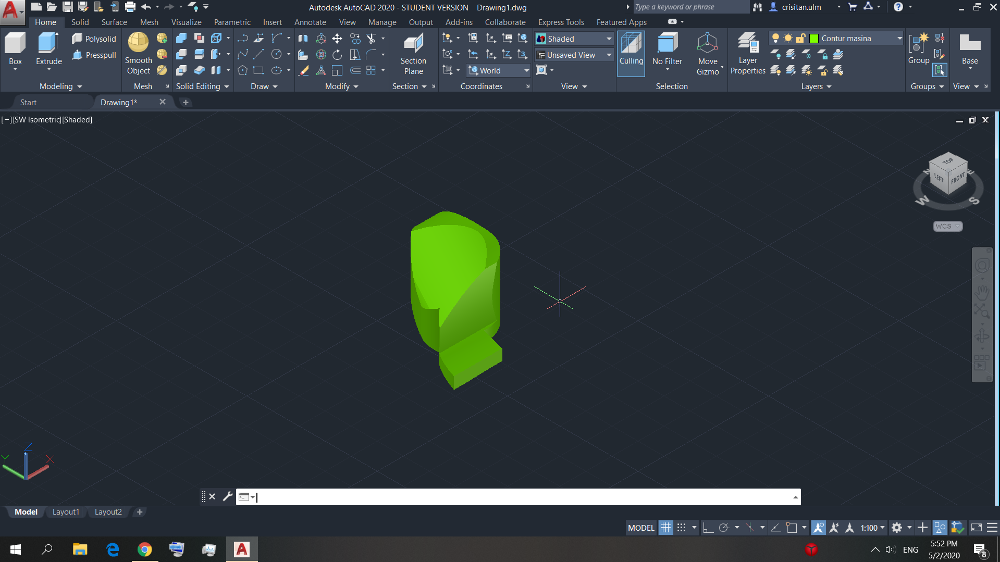 Autodesk AutoCAD 2020 - STUDENT VERSION Drawing1.dwg
Type a keyword or phrase
crisitan.ulm
Home Solid Surface Mesh Visualize Parametric Insert Annotate View Manage Output Add-ins Collaborate Express Tools Featured Apps
Box
Extrude
Polysolid
Presspull
Modeling
Smooth
Object
Mesh
Solid Editing
Draw
Modify
Section
Plane
Section
World
Coordinates
Shaded
Unsaved View
View
Culling
No Filter
Move
Gizmo
Selection
Layer
Properties
Contur masina
Layers
Group
Groups
Base
View
Start
Drawing1*
[−][SW Isometric][Shaded]
TOP
LEFT
FRONT
N
E
W
S
WCS
Z
Y
X
Model
Layout1
Layout2
MODEL
1:100
ENG
5:52 PM
5/2/2020
8